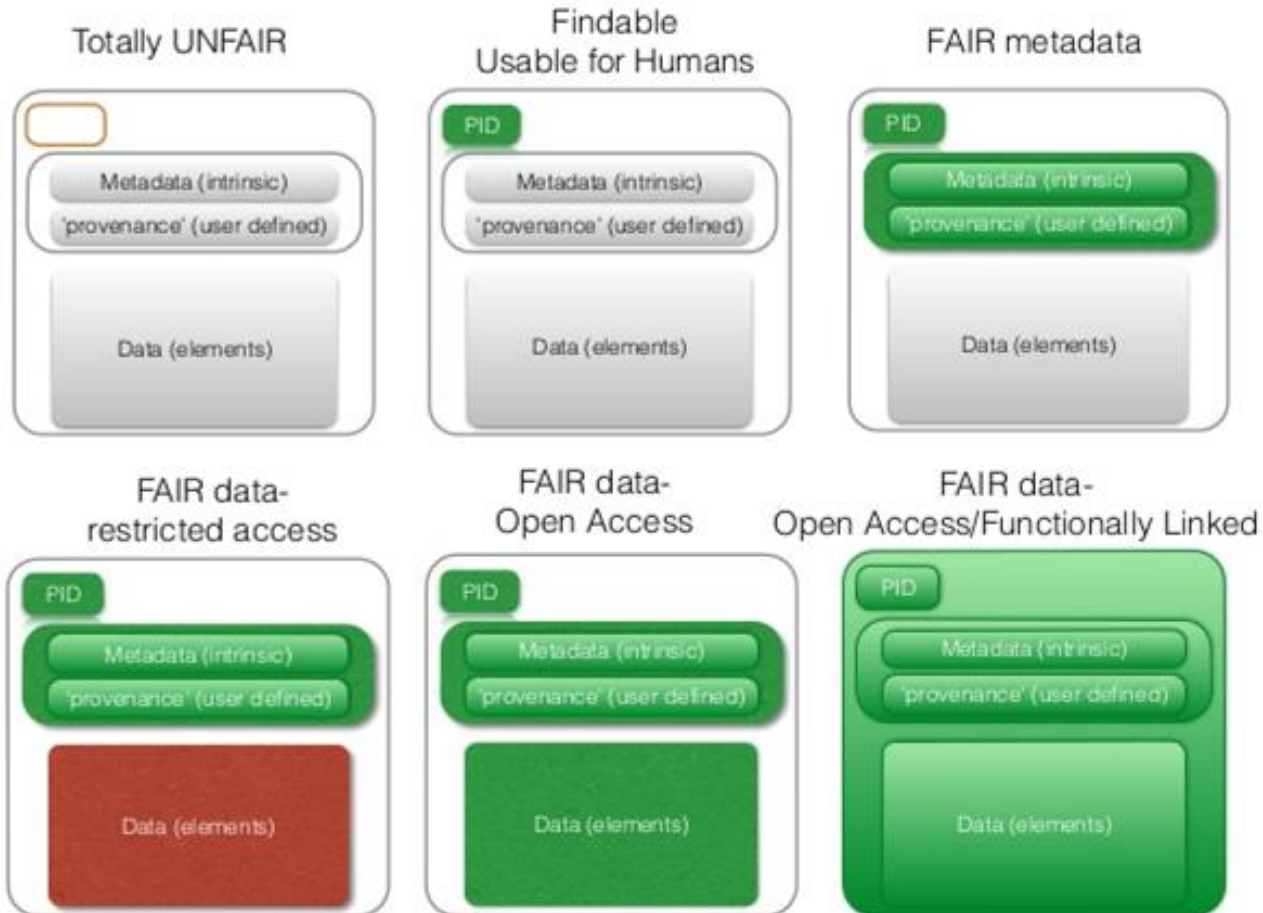 Totally UNFAIR
Metadata (intrinsic)
'provenance' (user defined)
Data (elements)
Findable
Usable for Humans
PID
Metadata (intrinsic)
'provenance' (user defined)
Data (elements)
FAIR metadata
PID
Metadata (intrinsic)
'provenance' (user defined)
Data (elements)
FAIR data-
restricted access
PID
Metadata (intrinsic)
'provenance' (user defined)
Data (elements)
FAIR data-
Open Access
PID
Metadata (intrinsic)
'provenance' (user defined)
Data (elements)
FAIR data-
Open Access/Functionally Linked
PID
Metadata (intrinsic)
'provenance' (user defined)
Data (elements)